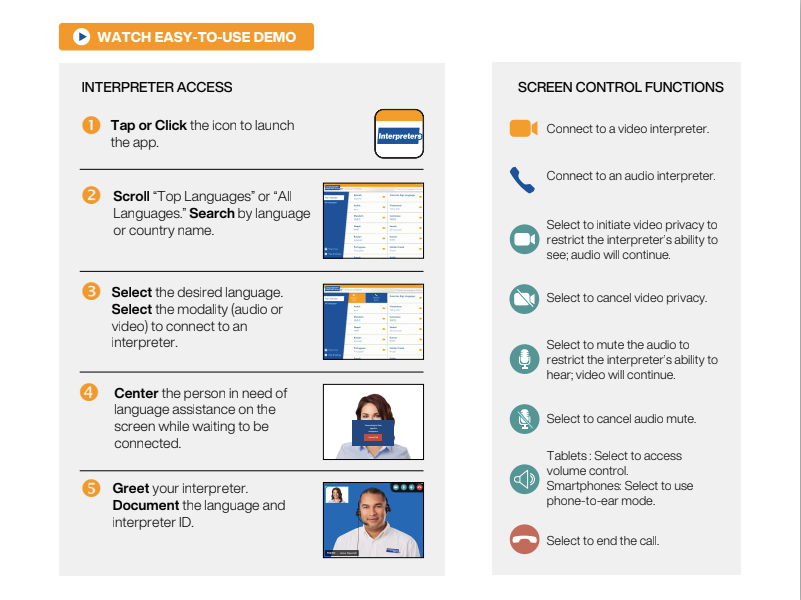 WATCH EASY-TO-USE DEMO
INTERPRETER ACCESS
1 Tap or Click the icon to launch
the app.
Interpreters
2 Scroll “Top Languages” or “All
Languages.” Search by language
or country name.
3 Select the desired language.
Select the modality (audio or
video) to connect to an
interpreter.
4 Center the person in need of
language assistance on the
screen while waiting to be
connected.
5 Greet your interpreter.
Document the language and
interpreter ID.
SCREEN CONTROL FUNCTIONS
Connect to a video interpreter.
Connect to an audio interpreter.
Select to initiate video privacy to
restrict the interpreter's ability to
see; audio will continue.
Select to cancel video privacy.
Select to mute the audio to
restrict the interpreter's ability to
hear; video will continue.
Select to cancel audio mute.
Tablets : Select to access
volume control.
Smartphones: Select to use
phone-to-ear mode.
Select to end the call.